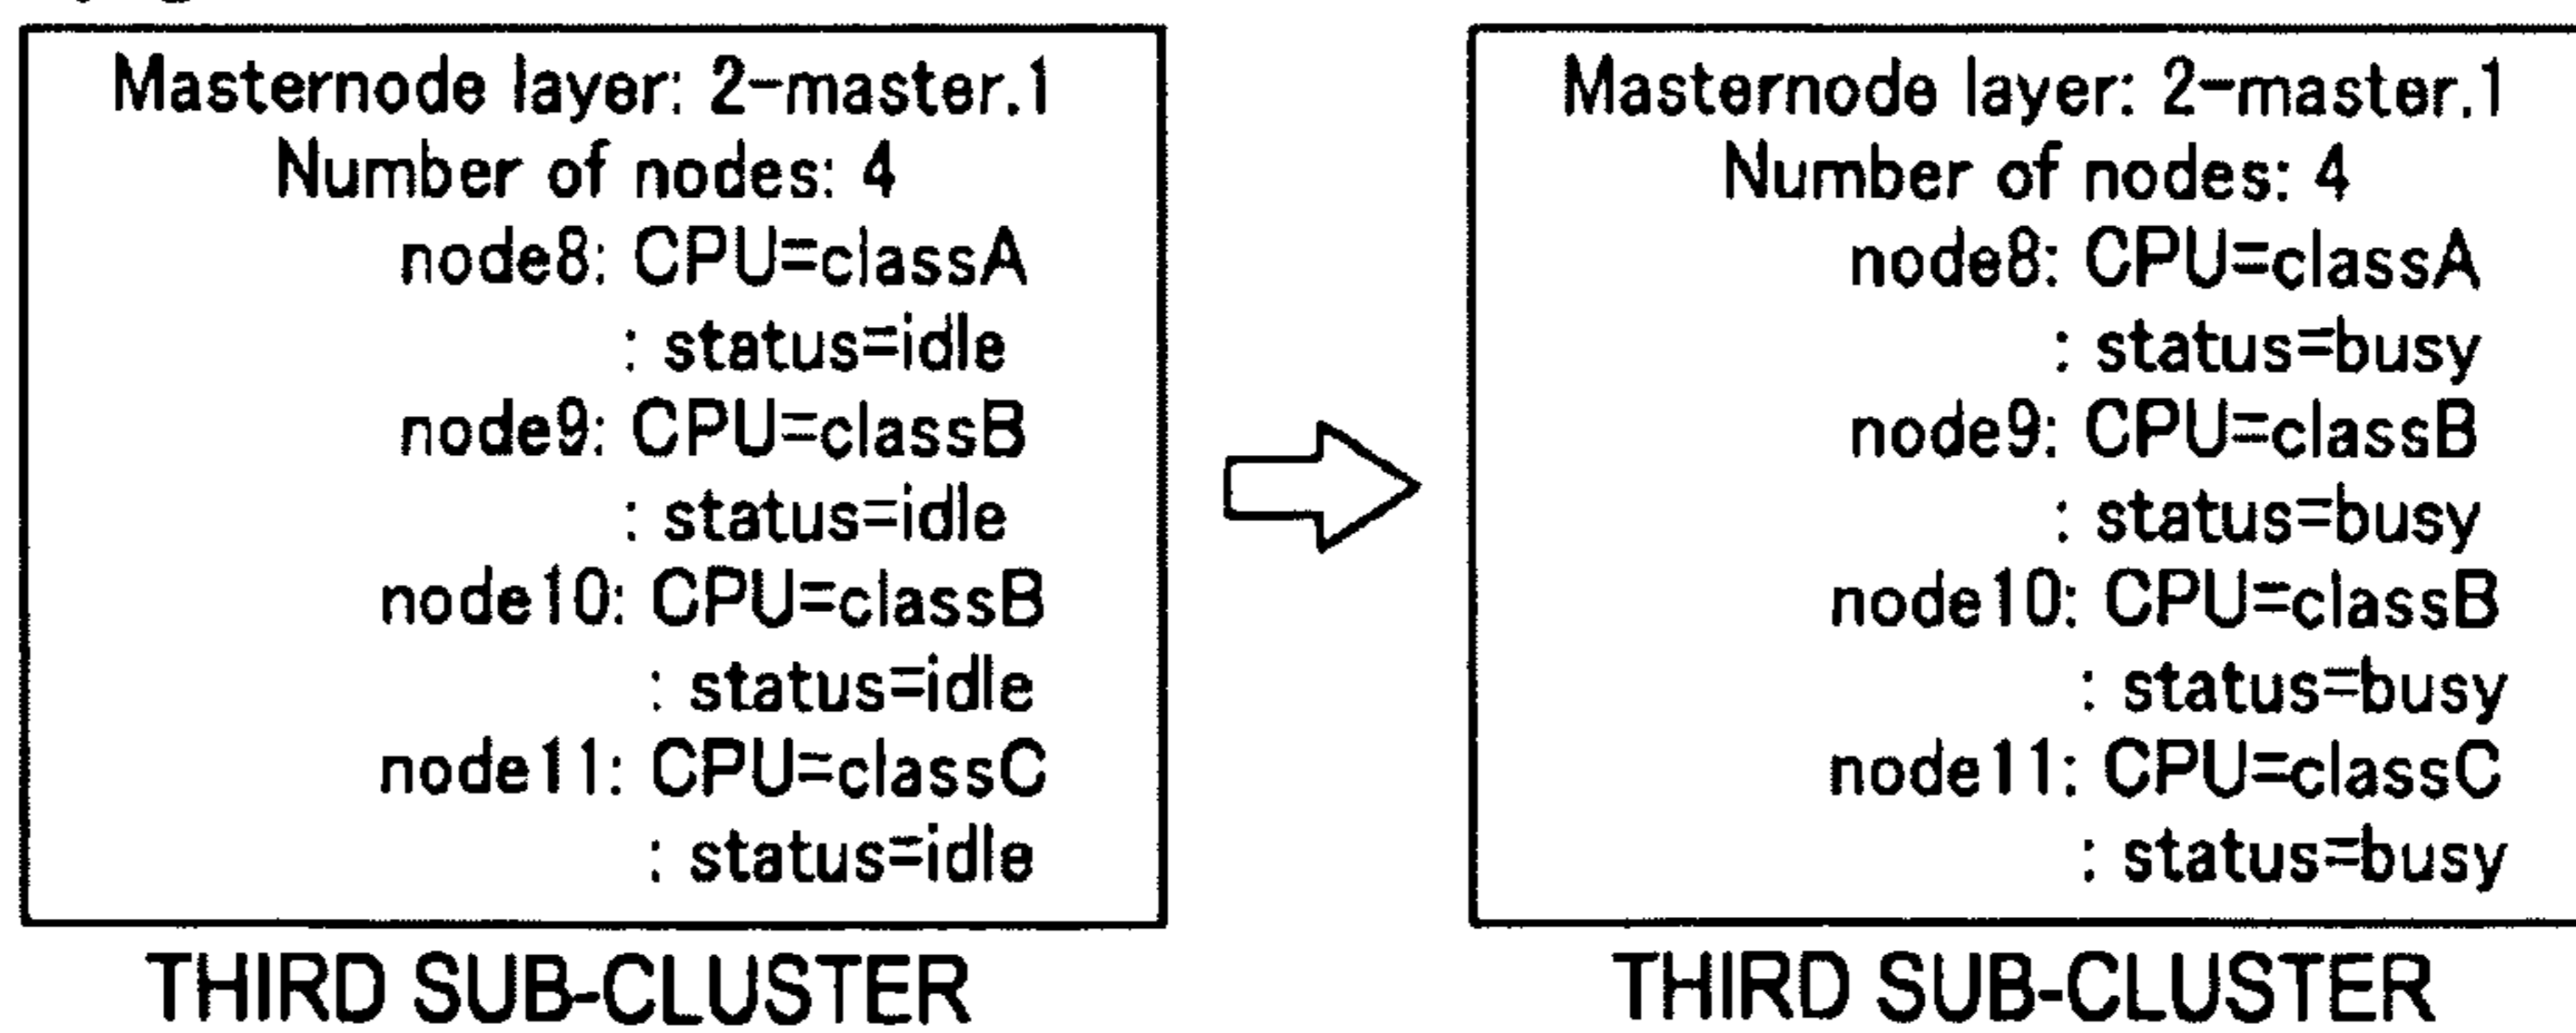 Masternode layer: 2-master.1
Number of nodes: 4
node8: CPU=classA
: status=idle
node9: CPU=classB
: status=idle
node10: CPU=classB
: status=idle
node11: CPU=classC
: status=idle
THIRD SUB-CLUSTER
Masternode layer: 2-master.1
Number of nodes: 4
node8: CPU=classA
: status=busy
node9: CPU=classB
: status=busy
node10: CPU=classB
: status=busy
node11: CPU=classC
: status=busy
THIRD SUB-CLUSTER